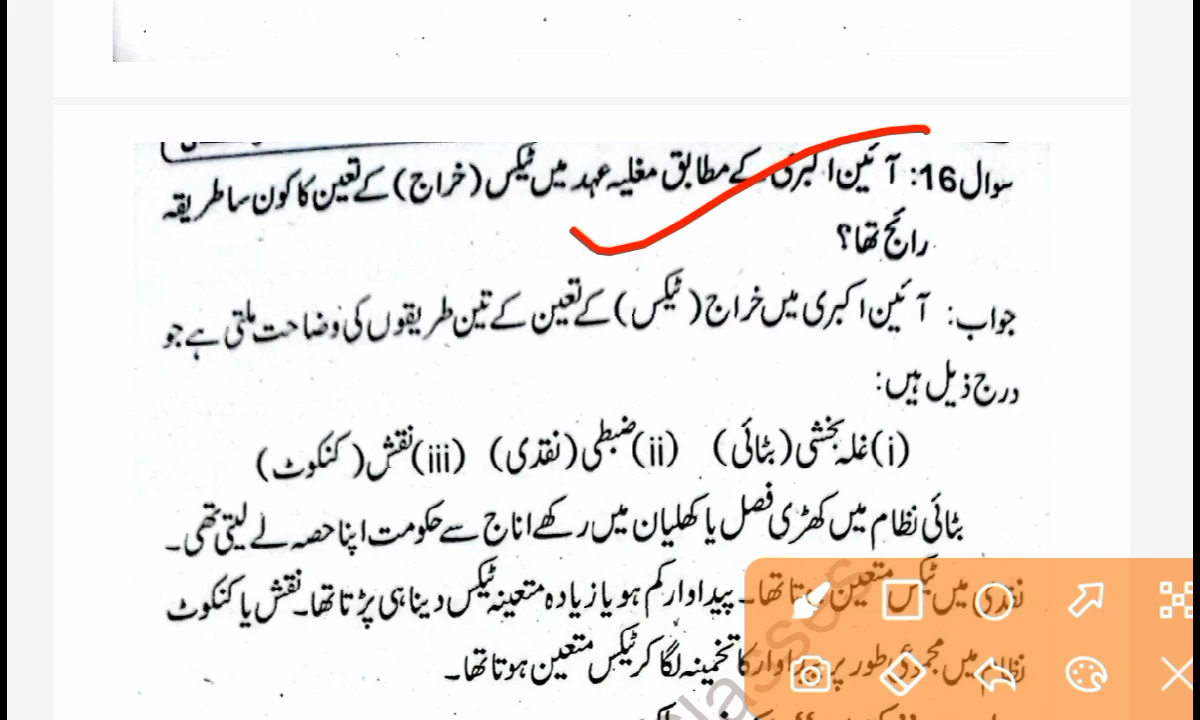 سوال 16: آئین اکبری کے مطابق مغلیہ عہد میں ٹیکس (خراج) کے تعین کا کون سا طریقہ
رائج تھا؟
جواب: آئین اکبری میں خراج (ٹیکس) کے تعین کے تین طریقوں کی وضاحت ملتی ہے جو
درج ذیل ہیں:
(i) غلہ بخشی (بٹائی) (ii) ضبطی (نقدی) (iii) نقش (کنکوٹ)
بٹائی نظام میں کھڑی فصل یا کھلیان میں رکھے اناج سے حکومت اپنا حصہ لے لیتی تھی۔
نقدی میں ٹیکس متعین ہوتا تھا۔ پیداوار کم ہو یا زیادہ متعینہ ٹیکس دینا ہی پڑتا تھا۔ نقش یا کنکوٹ
نظام میں مجموعی طور پر پیداوار کا تخمینہ لگا کر ٹیکس متعین ہوتا تھا۔
lasses